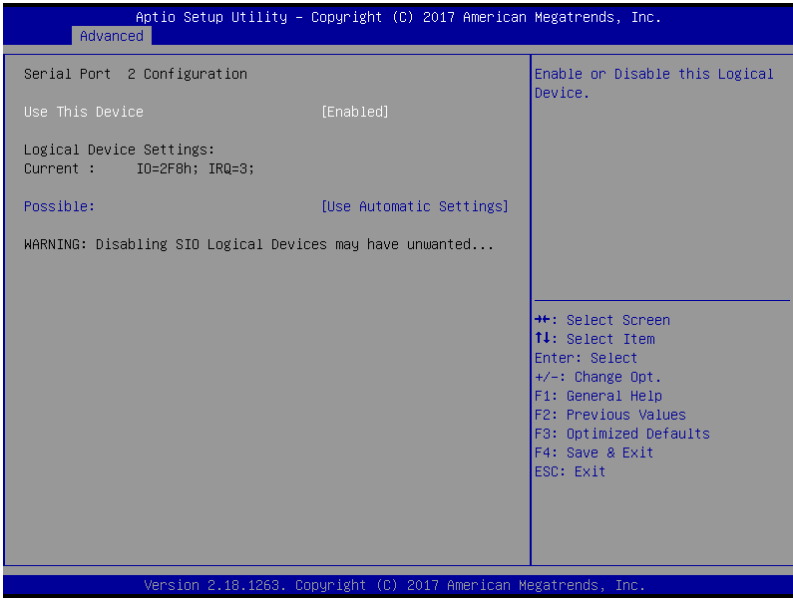 Aptio Setup Utility – Copyright (C) 2017 American Megatrends, Inc.
Advanced
Serial Port  2 Configuration
Use This Device [Enabled]
Logical Device Settings:
Current : IO=2F8h; IRQ=3;
Possible: [Use Automatic Settings]
WARNING: Disabling SIO Logical Devices may have unwanted...
Enable or Disable this Logical
Device.
→←: Select Screen
↑↓: Select Item
Enter: Select
+/-: Change Opt.
F1: General Help
F2: Previous Values
F3: Optimized Defaults
F4: Save & Exit
ESC: Exit
Version 2.18.1263. Copyright (C) 2017 American Megatrends, Inc.